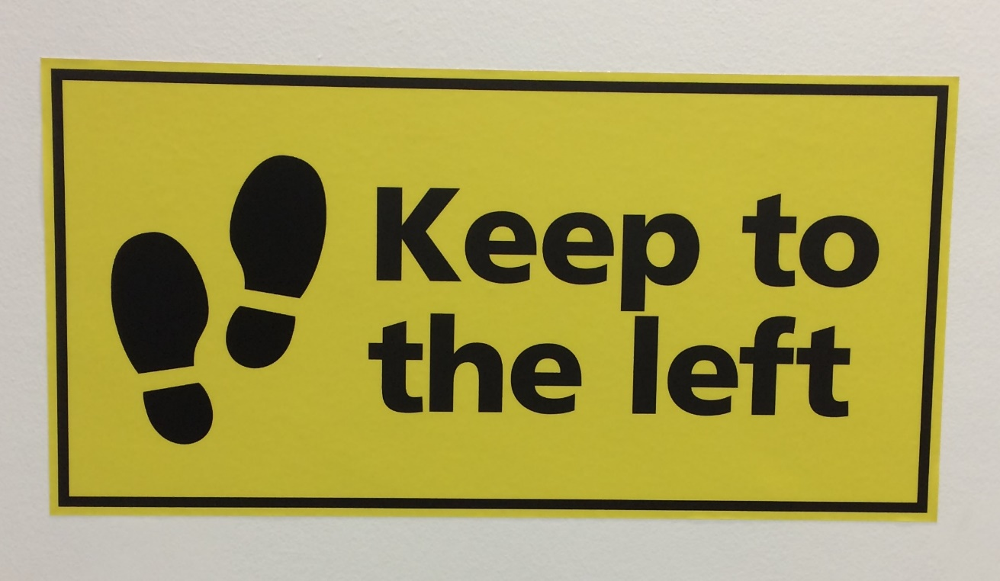 Keep to
the left